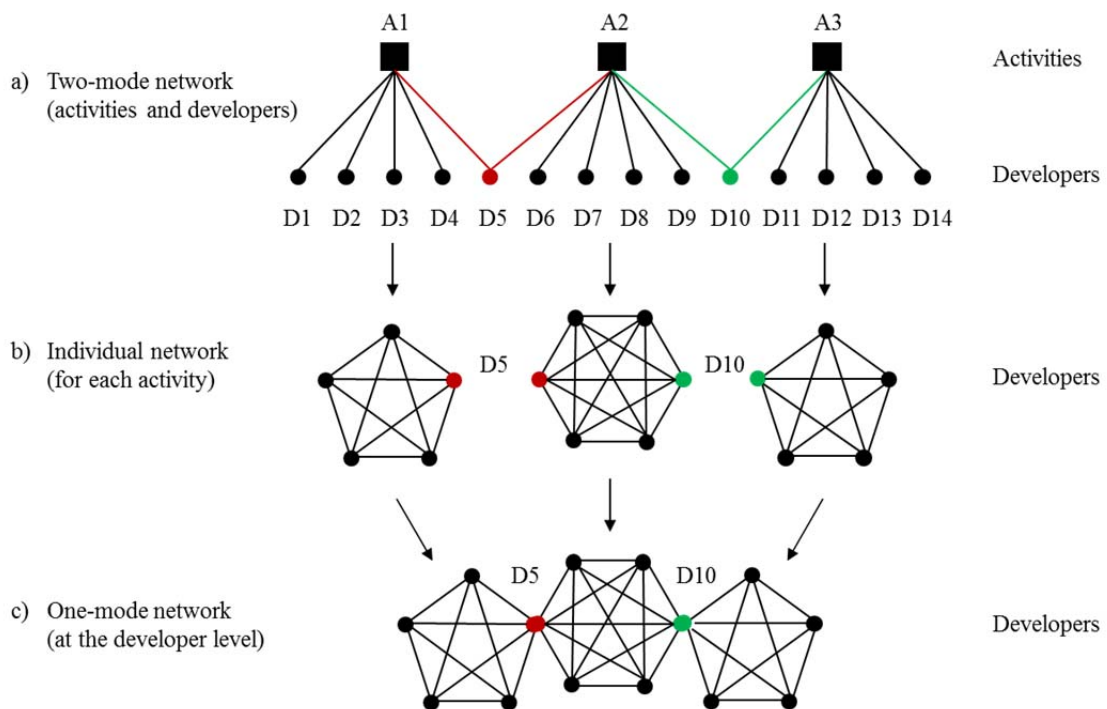 A1 A2 A3
a) Two-mode network
(activities and developers)
Activities
Developers
D1 D2 D3 D4 D5 D6 D7 D8 D9 D10 D11 D12 D13 D14
b) Individual network
(for each activity)
D5 D10
Developers
D5 D10
c) One-mode network
(at the developer level)
Developers